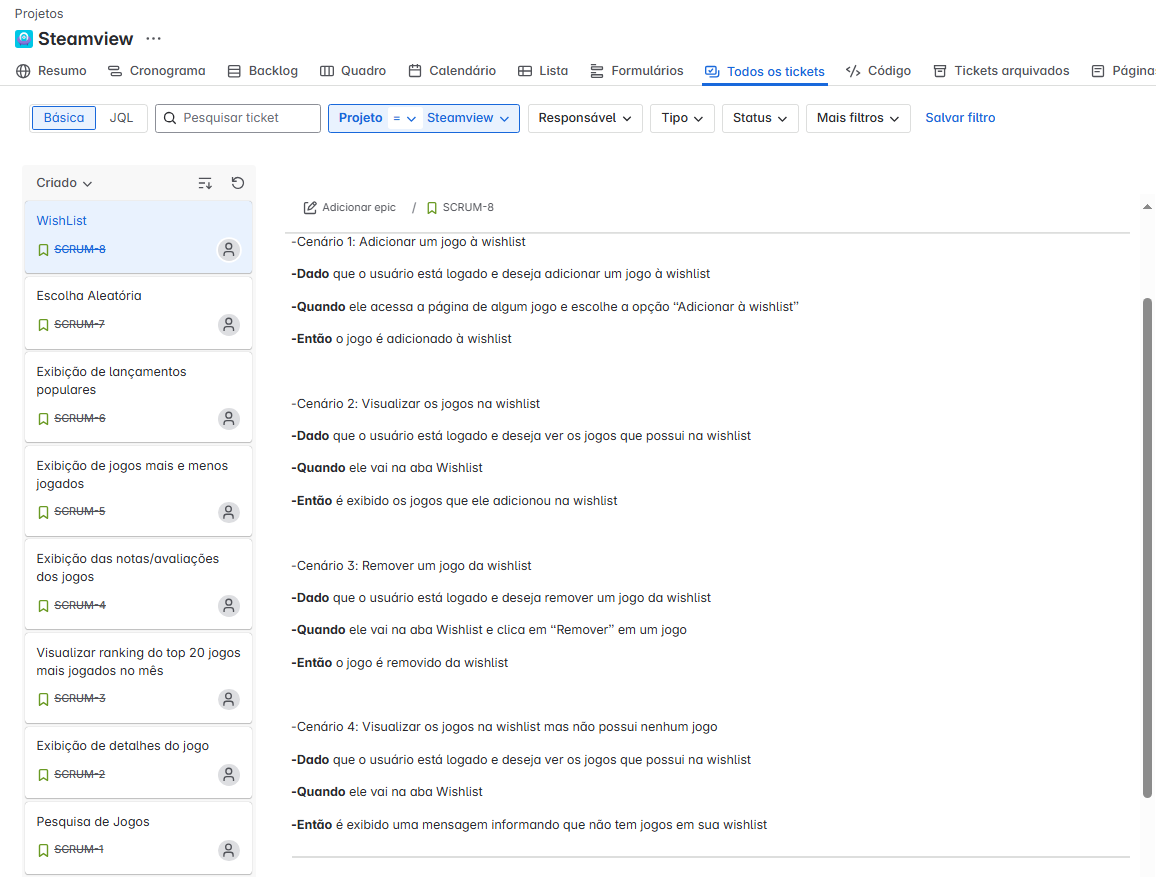 Projetos
Steamview ...
Resumo Cronograma Backlog Quadro Calendário Lista Formulários Todos os tickets Código Tickets arquivados Página
Básica JQL Pesquisar ticket Projeto = Steamview Responsável Tipo Status Mais filtros Salvar filtro
Criado
WishList
SCRUM-8
Escolha Aleatória
SCRUM-7
Exibição de lançamentos
populares
SCRUM-6
Exibição de jogos mais e menos
jogados
SCRUM-5
Exibição das notas/avaliações
dos jogos
SCRUM-4
Visualizar ranking do top 20 jogos
mais jogados no mês
SCRUM-3
Exibição de detalhes do jogo
SCRUM-2
Pesquisa de Jogos
SCRUM-1
Adicionar epic / SCRUM-8
-Cenário 1: Adicionar um jogo à wishlist
-Dado que o usuário está logado e deseja adicionar um jogo à wishlist
-Quando ele acessa a página de algum jogo e escolhe a opção “Adicionar à wishlist”
-Então o jogo é adicionado à wishlist
-Cenário 2: Visualizar os jogos na wishlist
-Dado que o usuário está logado e deseja ver os jogos que possui na wishlist
-Quando ele vai na aba Wishlist
-Então é exibido os jogos que ele adicionou na wishlist
-Cenário 3: Remover um jogo da wishlist
-Dado que o usuário está logado e deseja remover um jogo da wishlist
-Quando ele vai na aba Wishlist e clica em “Remover” em um jogo
-Então o jogo é removido da wishlist
-Cenário 4: Visualizar os jogos na wishlist mas não possui nenhum jogo
-Dado que o usuário está logado e deseja ver os jogos que possui na wishlist
-Quando ele vai na aba Wishlist
-Então é exibido uma mensagem informando que não tem jogos em sua wishlist